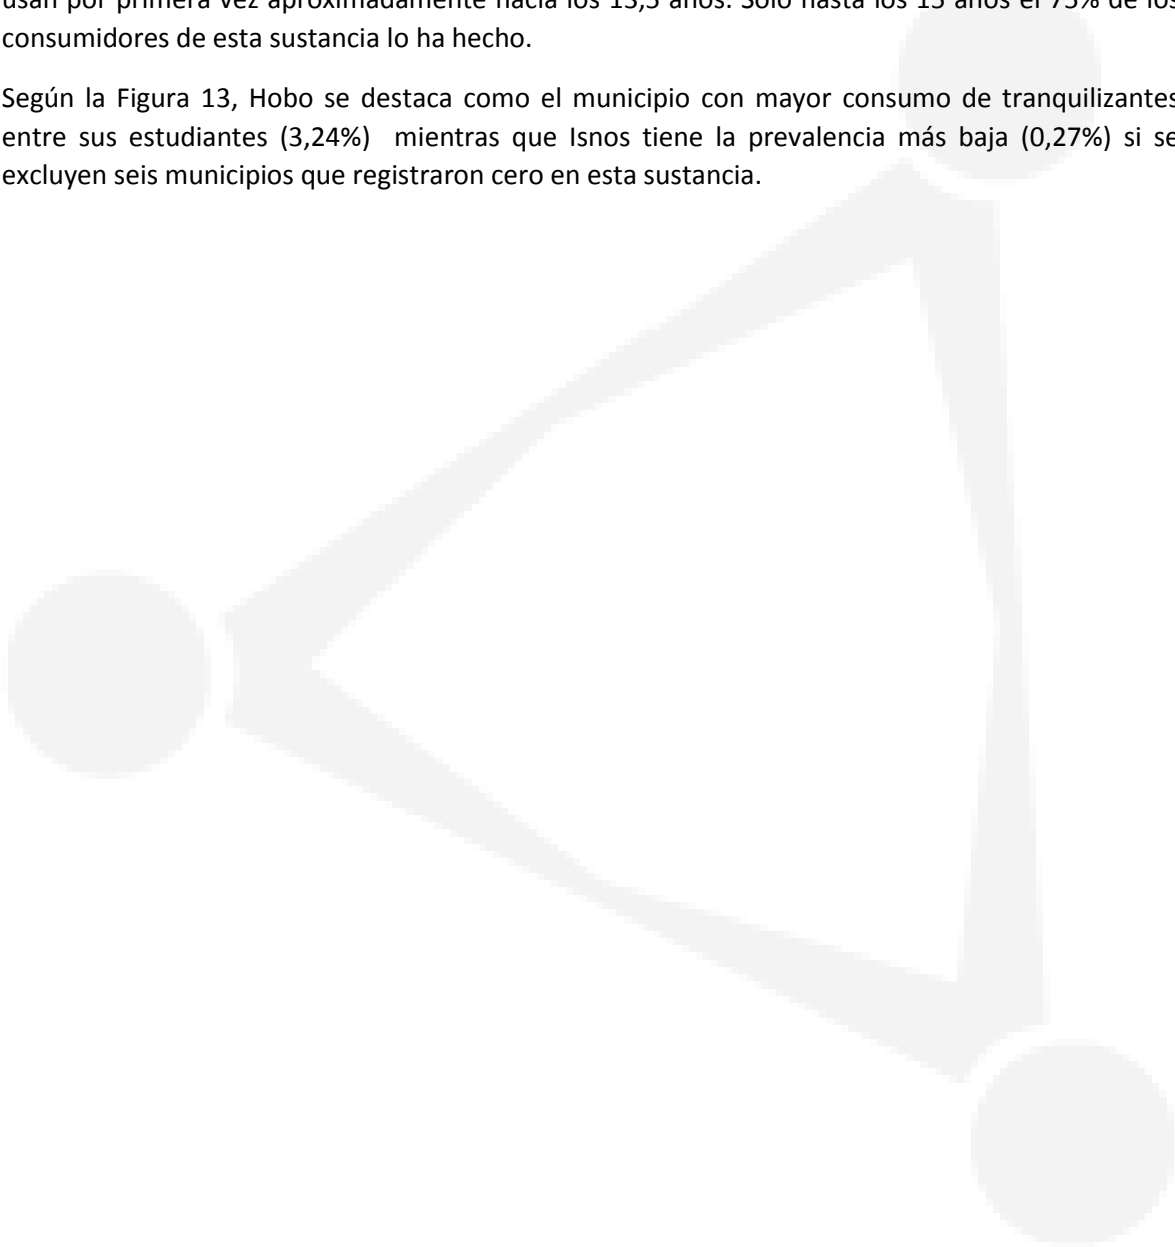 usan por primera vez aproximadamente hacia los 13,5 años. Solo hasta los 15 años el 75% de los
consumidores de esta sustancia lo ha hecho.
Según la Figura 13, Hobo se destaca como el municipio con mayor consumo de tranquilizantes
entre sus estudiantes (3,24%) mientras que Isnos tiene la prevalencia más baja (0,27%) si se
excluyen seis municipios que registraron cero en esta sustancia.